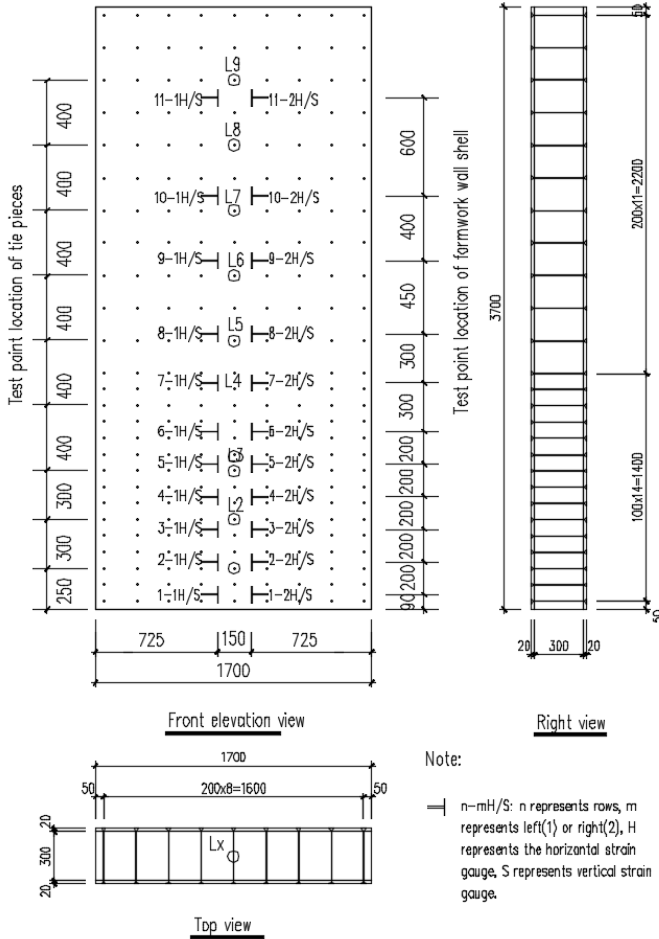 50
L9
11-1H/S
11-2H/S
400
L8
600
400
10-1H/S
L7
10-2H/S
400
400
9-1H/S
L6
9-2H/S
400
450
8-1H/S
L5
8-2H/S
300
400
7-1H/S
L4
7-2H/S
300
6-1H/S
6-2H/S
400
L3
5-1H/S
5-2H/S
200
4-1H/S
4-2H/S
200
300
L2
3-1H/S
3-2H/S
200
300
2-1H/S
2-2H/S
200
250
1-1H/S
1-2H/S
200
90
Test point location of tie pieces
Test point location of formwork wall shell
3700
200x11=2200
100x14=1400
50
725
150
725
1700
20
300
20
Front elevation view
Right view
1700
50
200x8=1600
50
20
300
20
Lx
Top view
Note:
n-mH/S: n represents rows, m
represents left(1) or right(2), H
represents the horizontal strain
gauge, S represents vertical strain
gauge.